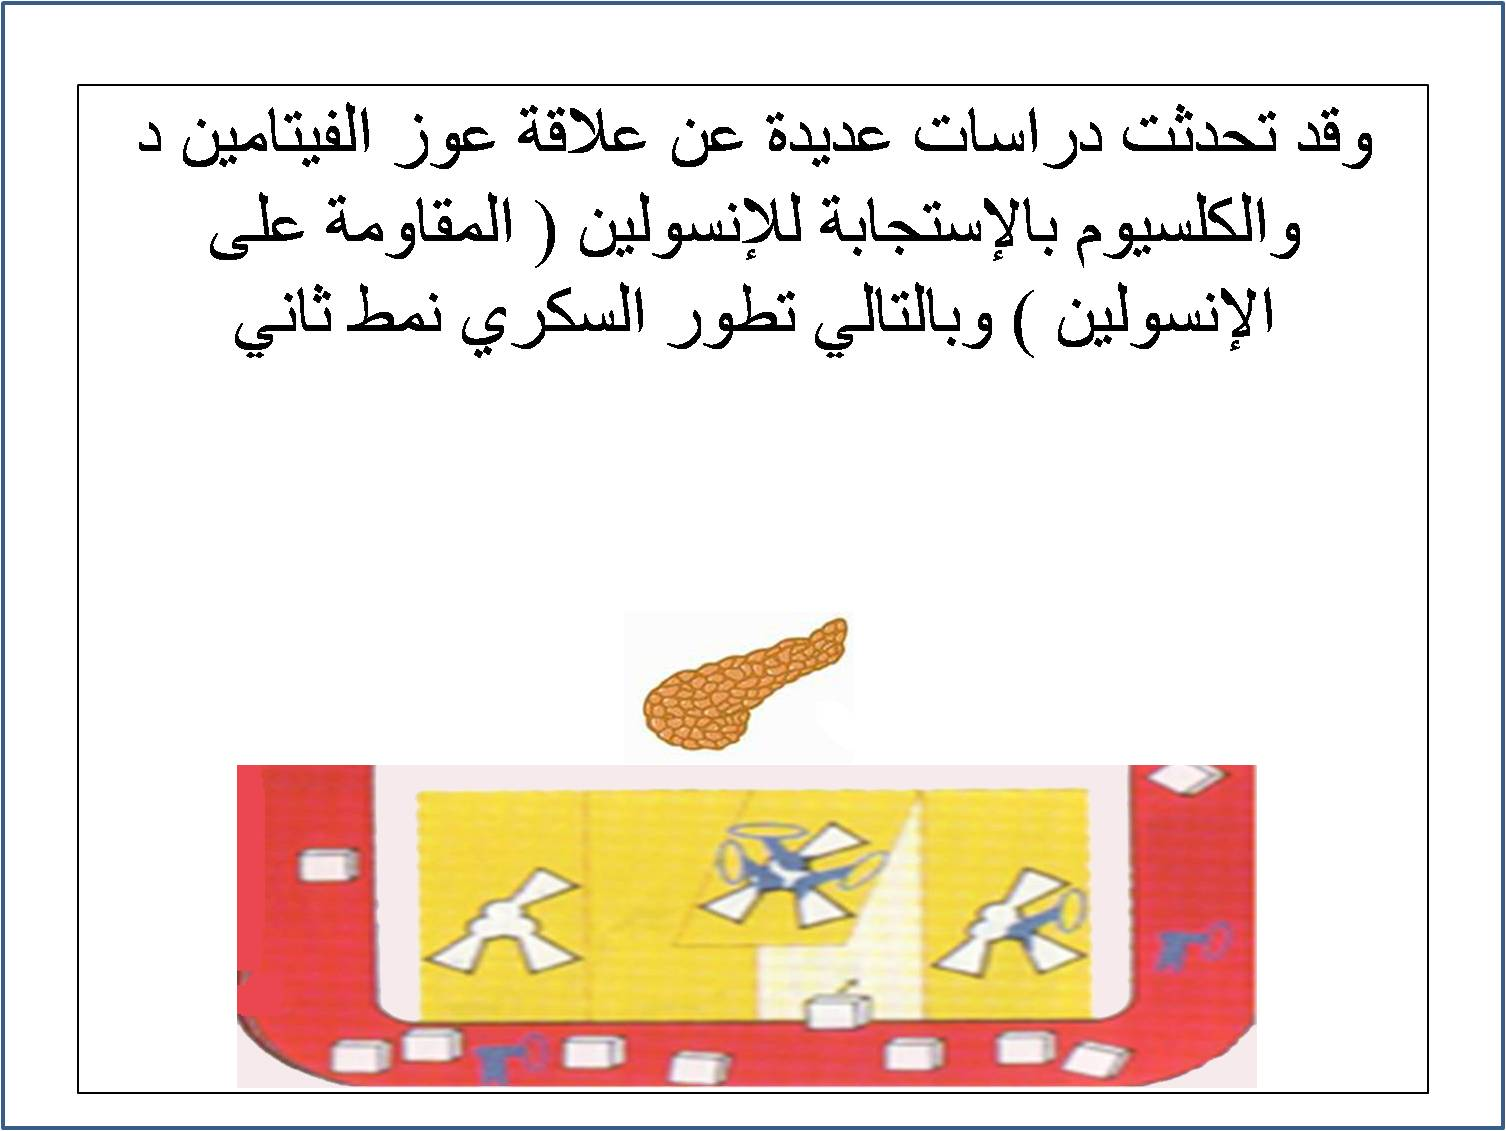 وقد تحدثت دراسات عديدة عن علاقة عوز الفيتامين د
والكلسيوم بالإستجابة للإنسولين ( المقاومة على
الإنسولين ) وبالتالي تطور السكري نمط ثاني